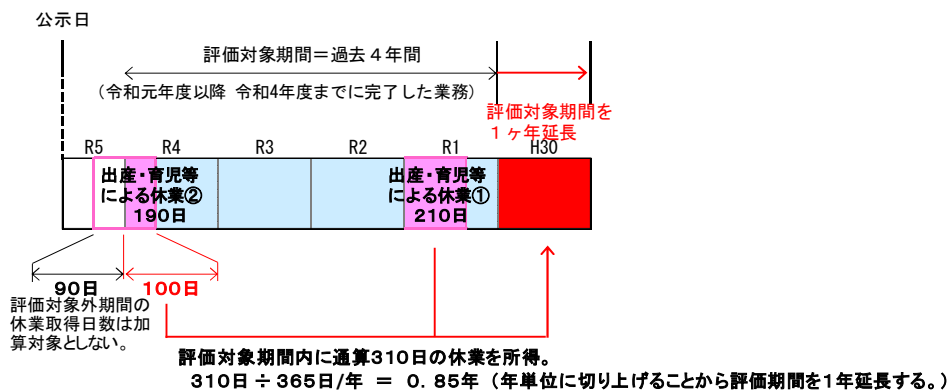 公示日
評価対象期間＝過去４年間
（令和元年度以降 令和4年度までに完了した業務）
評価対象期間を
１ヶ年延長
R5 R4 R3 R2 R1 H30
出産・育児等
による休業②
190日
出産・育児等
による休業①
210日
90日
100日
評価対象外期間の
休業取得日数は加
算対象としない。
評価対象期間内に通算310日の休業を所得。
310日÷365日/年 ＝ 0.85年（年単位に切り上げることから評価期間を1年延長する。）